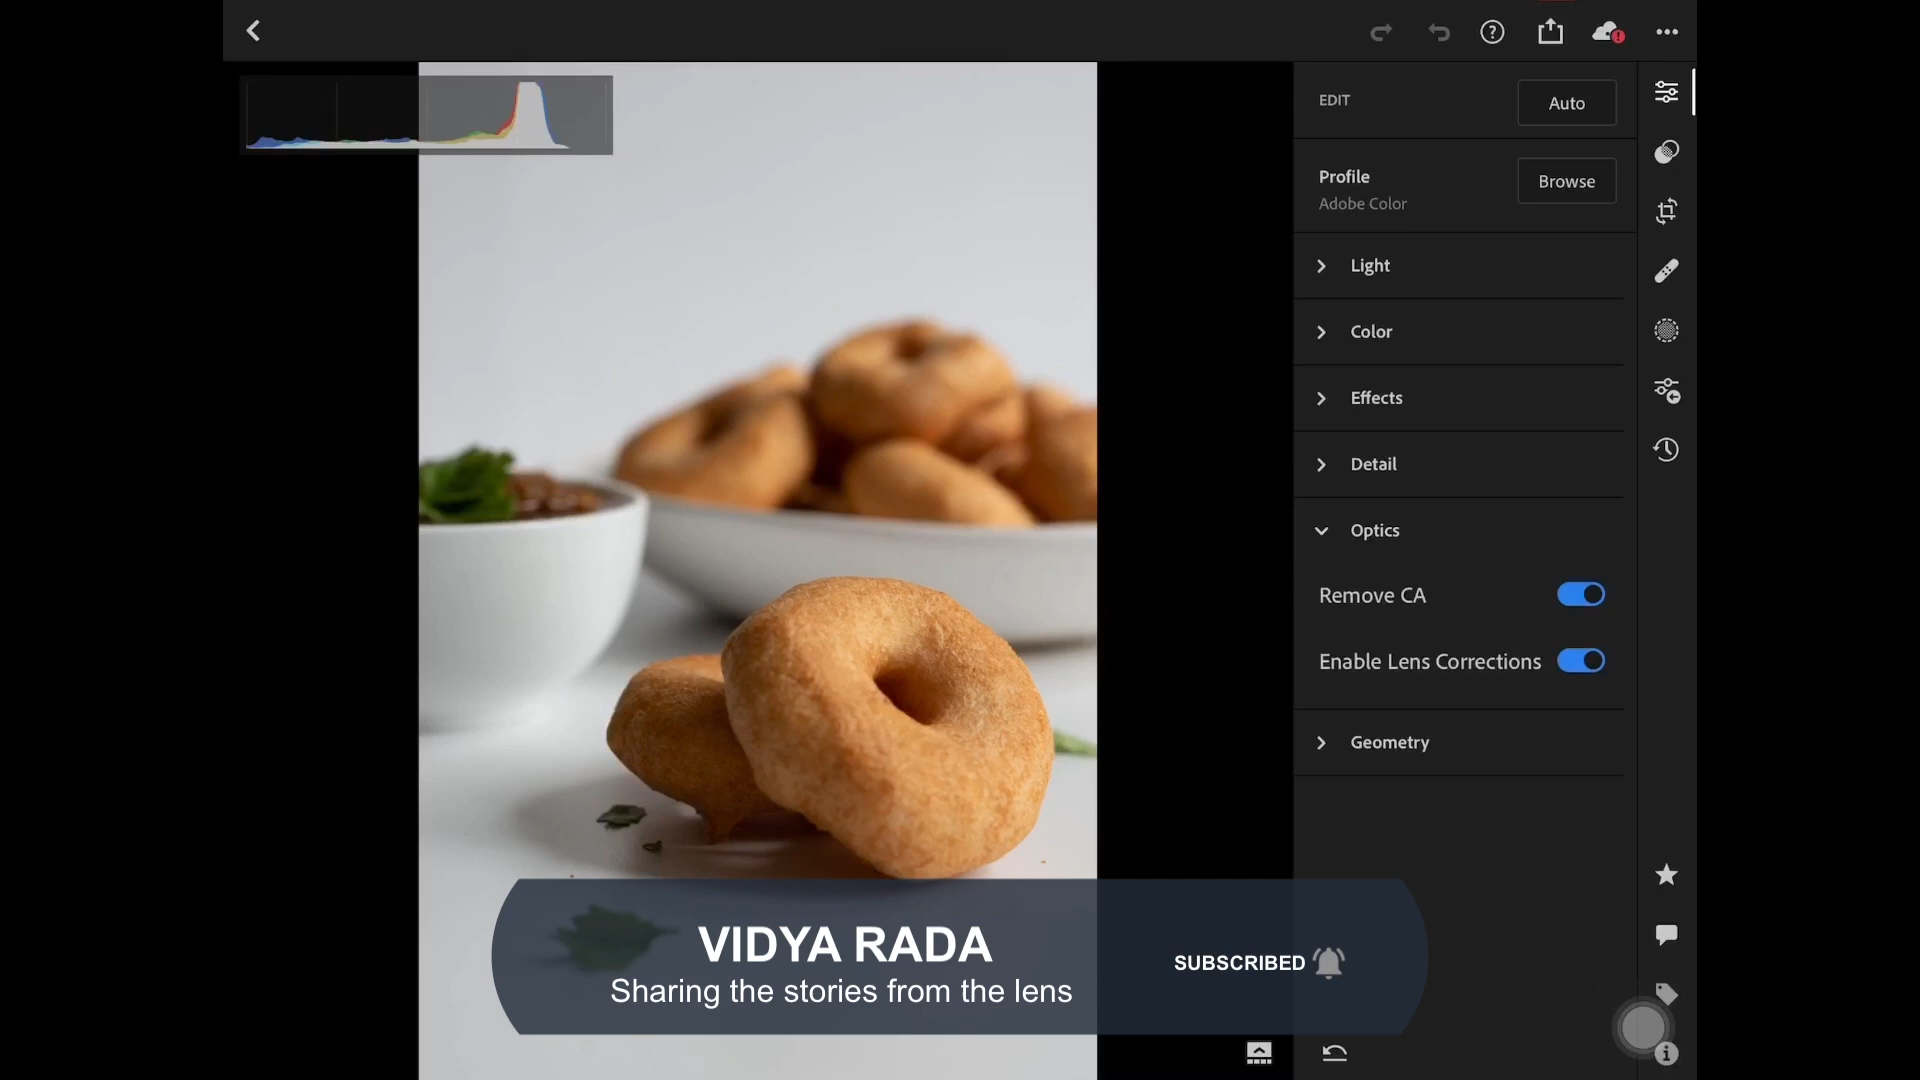 EDIT
Auto
Profile
Browse
Adobe Color
Light
Color
Effects
Detail
Optics
Remove CA
Enable Lens Corrections
Geometry
VIDYA RADA
Sharing the stories from the lens
SUBSCRIBED